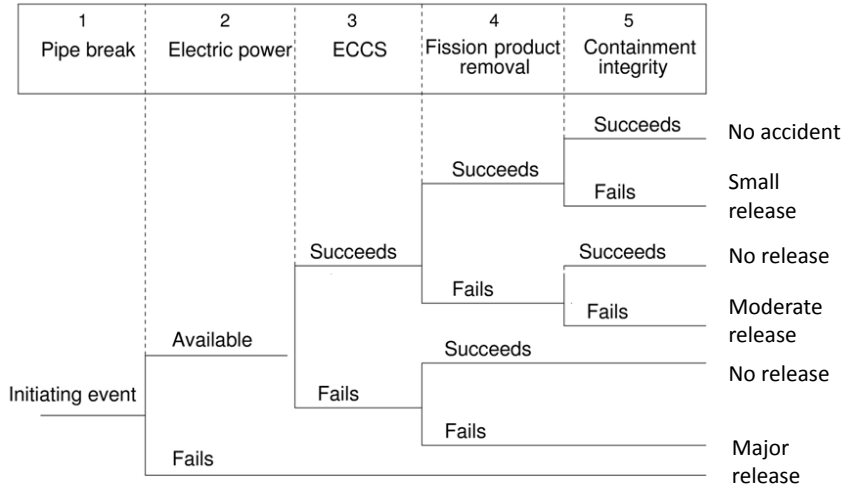 1 2 3 4 5
Pipe break Electric power ECCS Fission product Containment
removal integrity
Succeeds
No accident
Succeeds
Fails
Small
release
Succeeds
Succeeds
No release
Fails
Fails
Moderate
release
Available
Succeeds
No release
Initiating event
Fails
Fails
Fails
Major
release